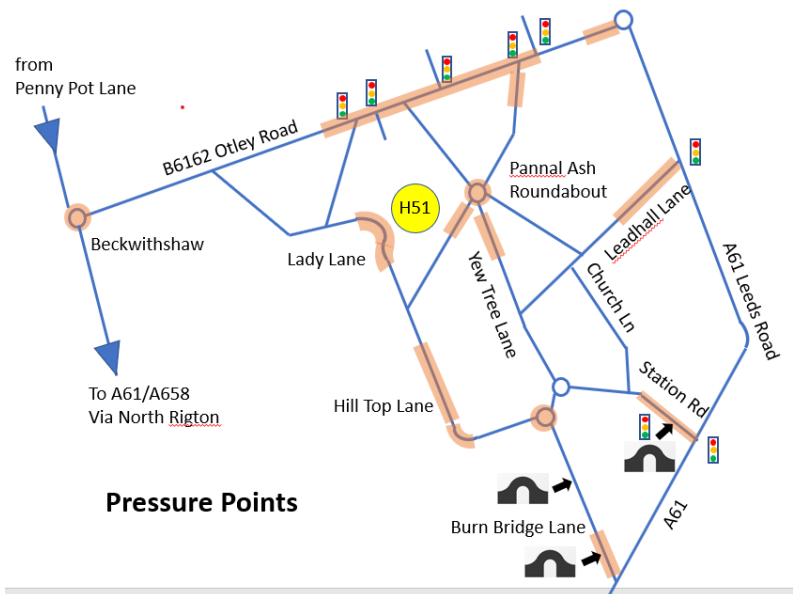 from
Penny Pot Lane
B6162 Otley Road
Pannal Ash
Roundabout
H51
Beckwithshaw
Lady Lane
Leadhall Lane
Yew Tree Lane
Church Ln
A61 Leeds Road
To A61/A658
Via North Rigton
Hill Top Lane
Station Rd
Pressure Points
Burn Bridge Lane
A61